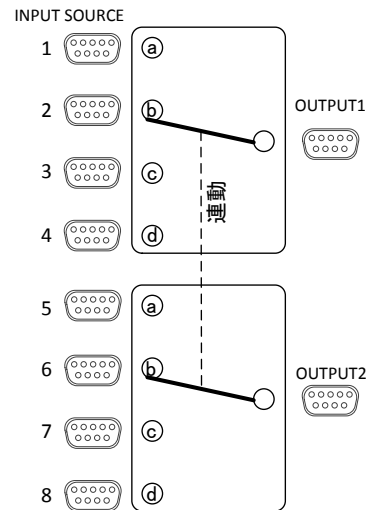 INPUT SOURCE
1 a
2 b
OUTPUT1
3 c
連動
4 d
5 a
6 b
OUTPUT2
7 c
8 d